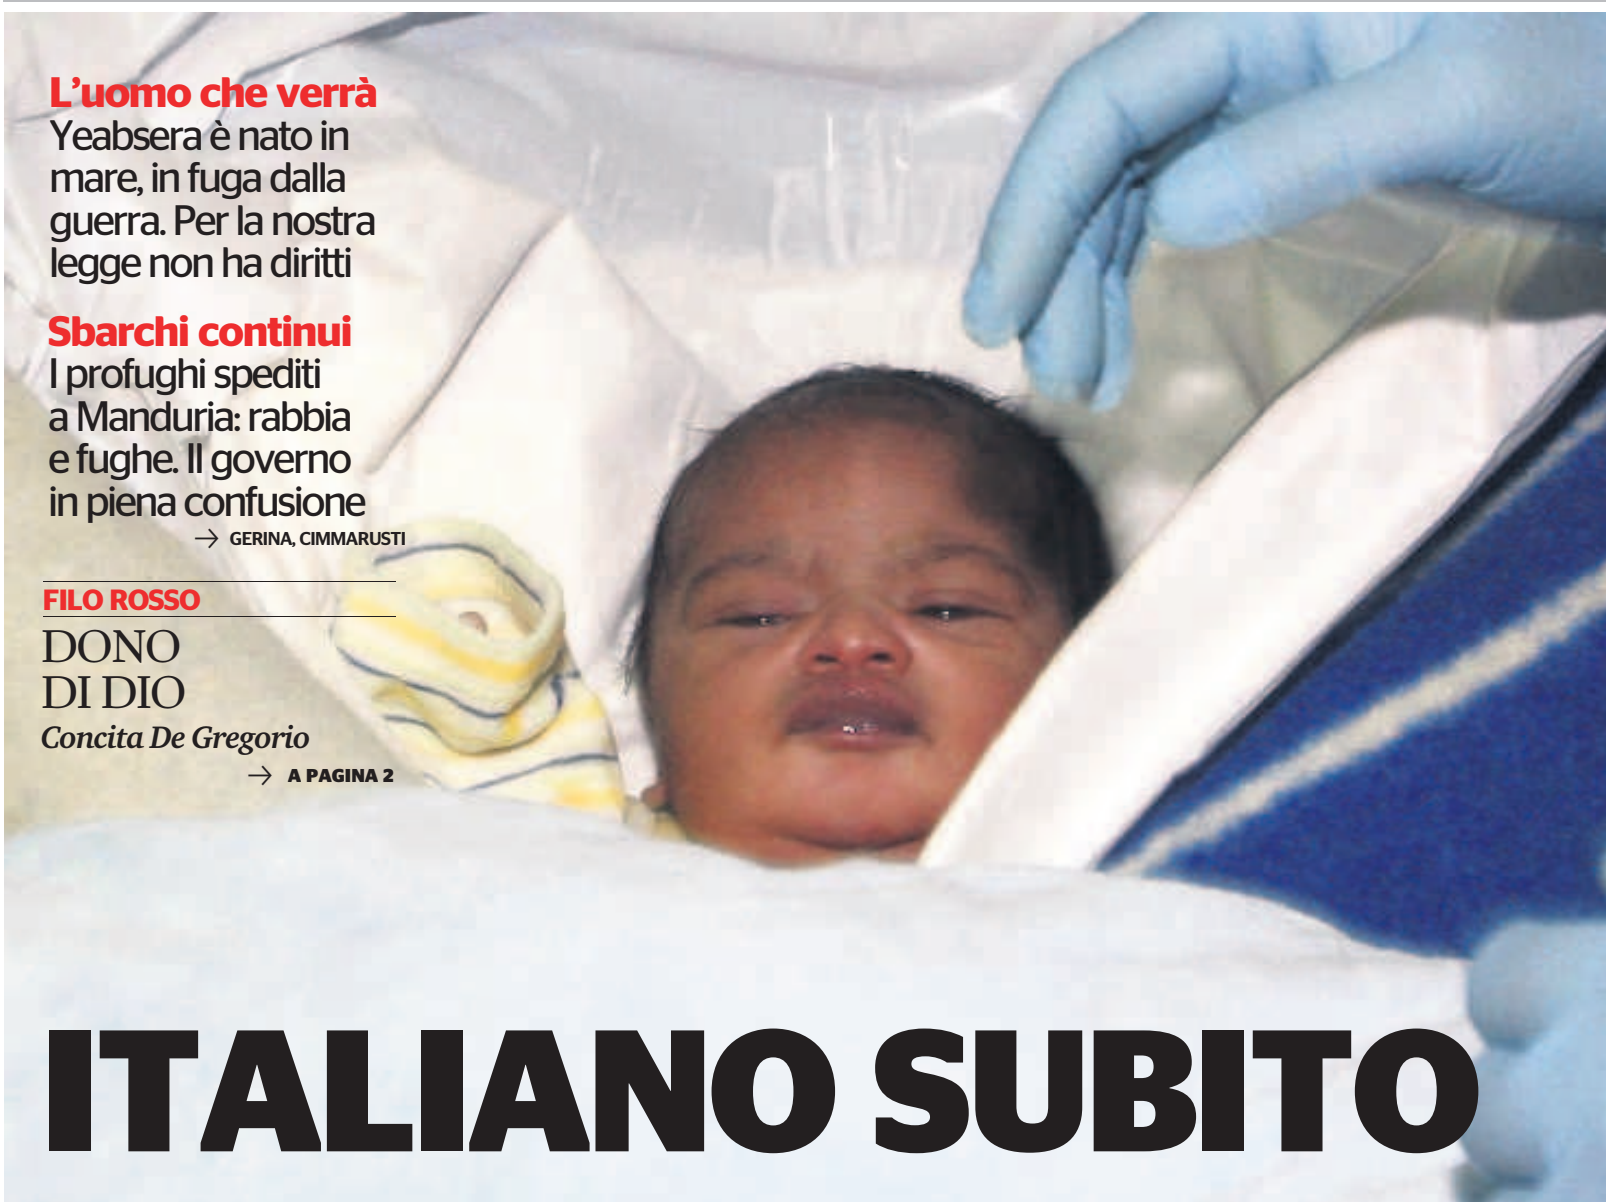 L’uomo che verrà
Yeabsera è nato in
mare, in fuga dalla
guerra. Per la nostra
legge non ha diritti
Sbarchi continui
I profughi spediti
a Manduria: rabbia
e fughe. Il governo
in piena confusione
→ GERINA, CIMMARUSTI
FILO ROSSO
DONO
DI DIO
Concita De Gregorio
→ A PAGINA 2
ITALIANO SUBITO